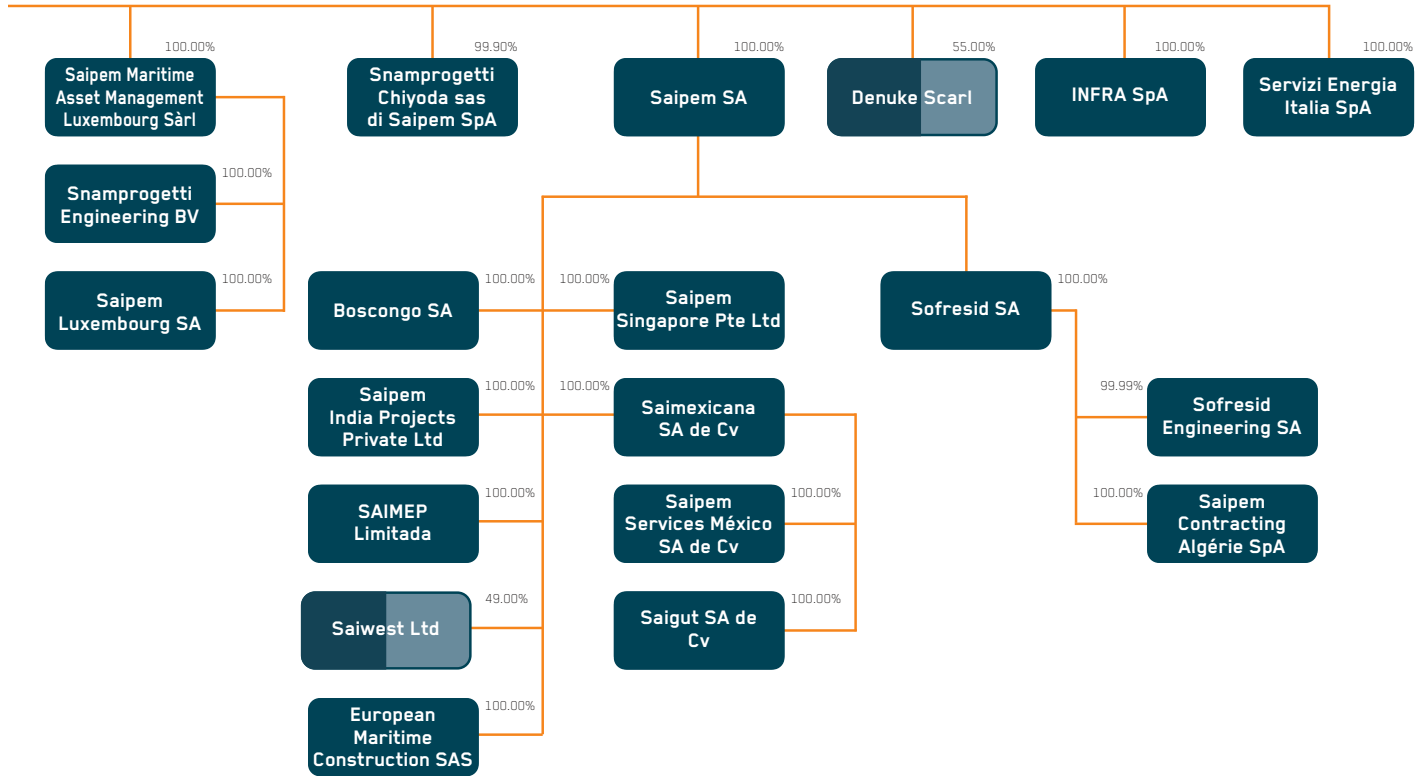 100.00%
99.90%
100.00%
55.00%
100.00%
100.00%
Saipem Maritime
Asset Management
Luxembourg Sàrl
Snamprogetti
Chiyoda sas
di Saipem SpA
Saipem SA
Denuke Scarl
INFRA SpA
Servizi Energia
Italia SpA
100.00%
Snamprogetti
Engineering BV
100.00%
Saipem
Luxembourg SA
100.00%
Boscongo SA
100.00%
Saipem
Singapore Pte Ltd
100.00%
Sofresid SA
100.00%
Saipem
India Projects
Private Ltd
100.00%
Saimexicana
SA de Cv
99.99%
Sofresid
Engineering SA
100.00%
SAIMEP
Limitada
100.00%
Saipem
Services México
SA de Cv
100.00%
Saipem
Contracting
Algérie SpA
49.00%
Saiwest Ltd
100.00%
Saigut SA de
Cv
100.00%
European
Maritime
Construction SAS